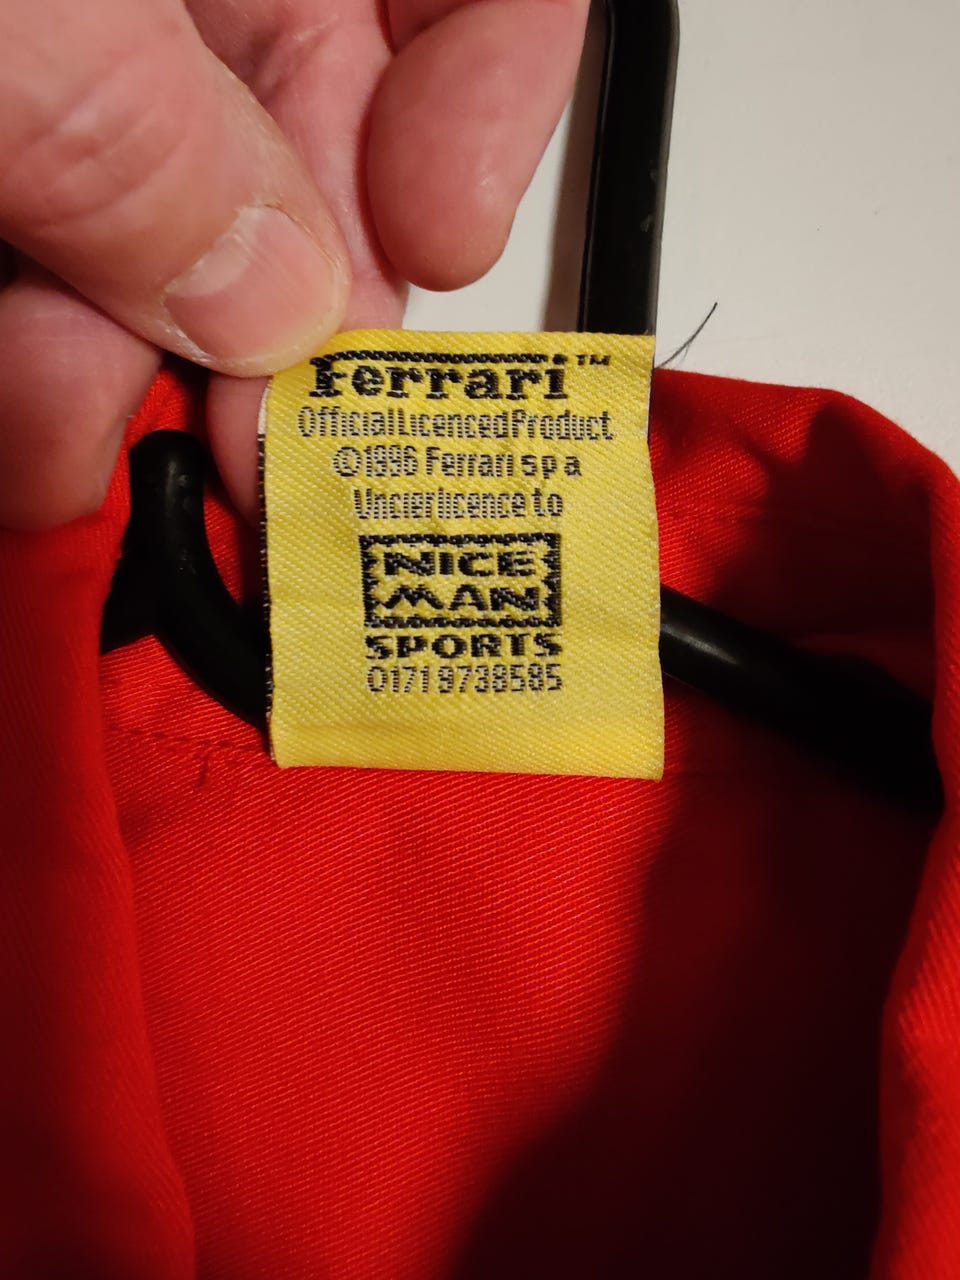 Ferrari™
Official Licenced Product
©1996 Ferrari s p a
Under licence to
NICE
MAN
SPORTS
0171 9738585